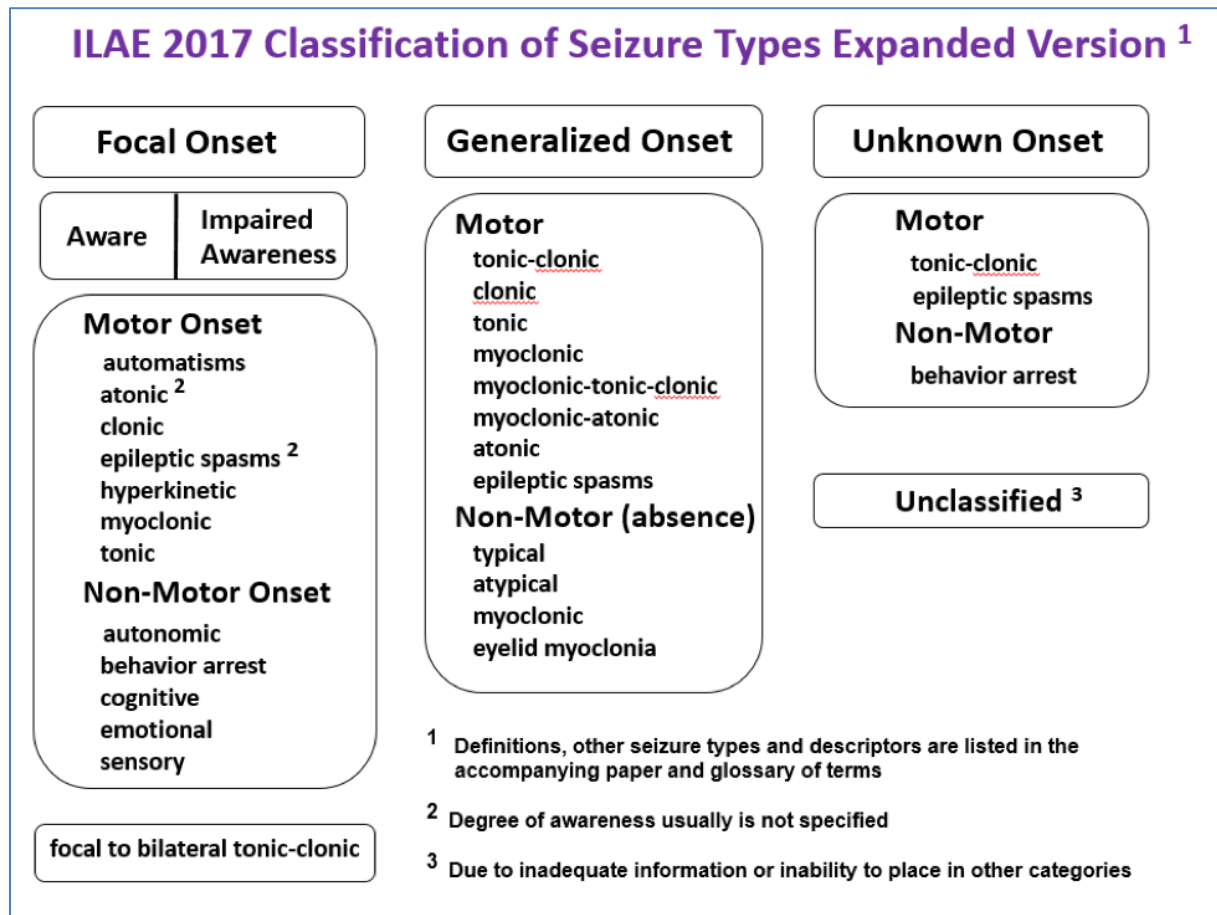 ILAE 2017 Classification of Seizure Types Expanded Version 1
Focal Onset
Aware
Impaired
Awareness
Motor Onset
automatisms
atonic 2
clonic
epileptic spasms 2
hyperkinetic
myoclonic
tonic
Non-Motor Onset
autonomic
behavior arrest
cognitive
emotional
sensory
focal to bilateral tonic-clonic
Generalized Onset
Motor
tonic-clonic
clonic
tonic
myoclonic
myoclonic-tonic-clonic
myoclonic-atonic
atonic
epileptic spasms
Non-Motor (absence)
typical
atypical
myoclonic
eyelid myoclonia
Unknown Onset
Motor
tonic-clonic
epileptic spasms
Non-Motor
behavior arrest
Unclassified 3
1 Definitions, other seizure types and descriptors are listed in the
accompanying paper and glossary of terms
2 Degree of awareness usually is not specified
3 Due to inadequate information or inability to place in other categories